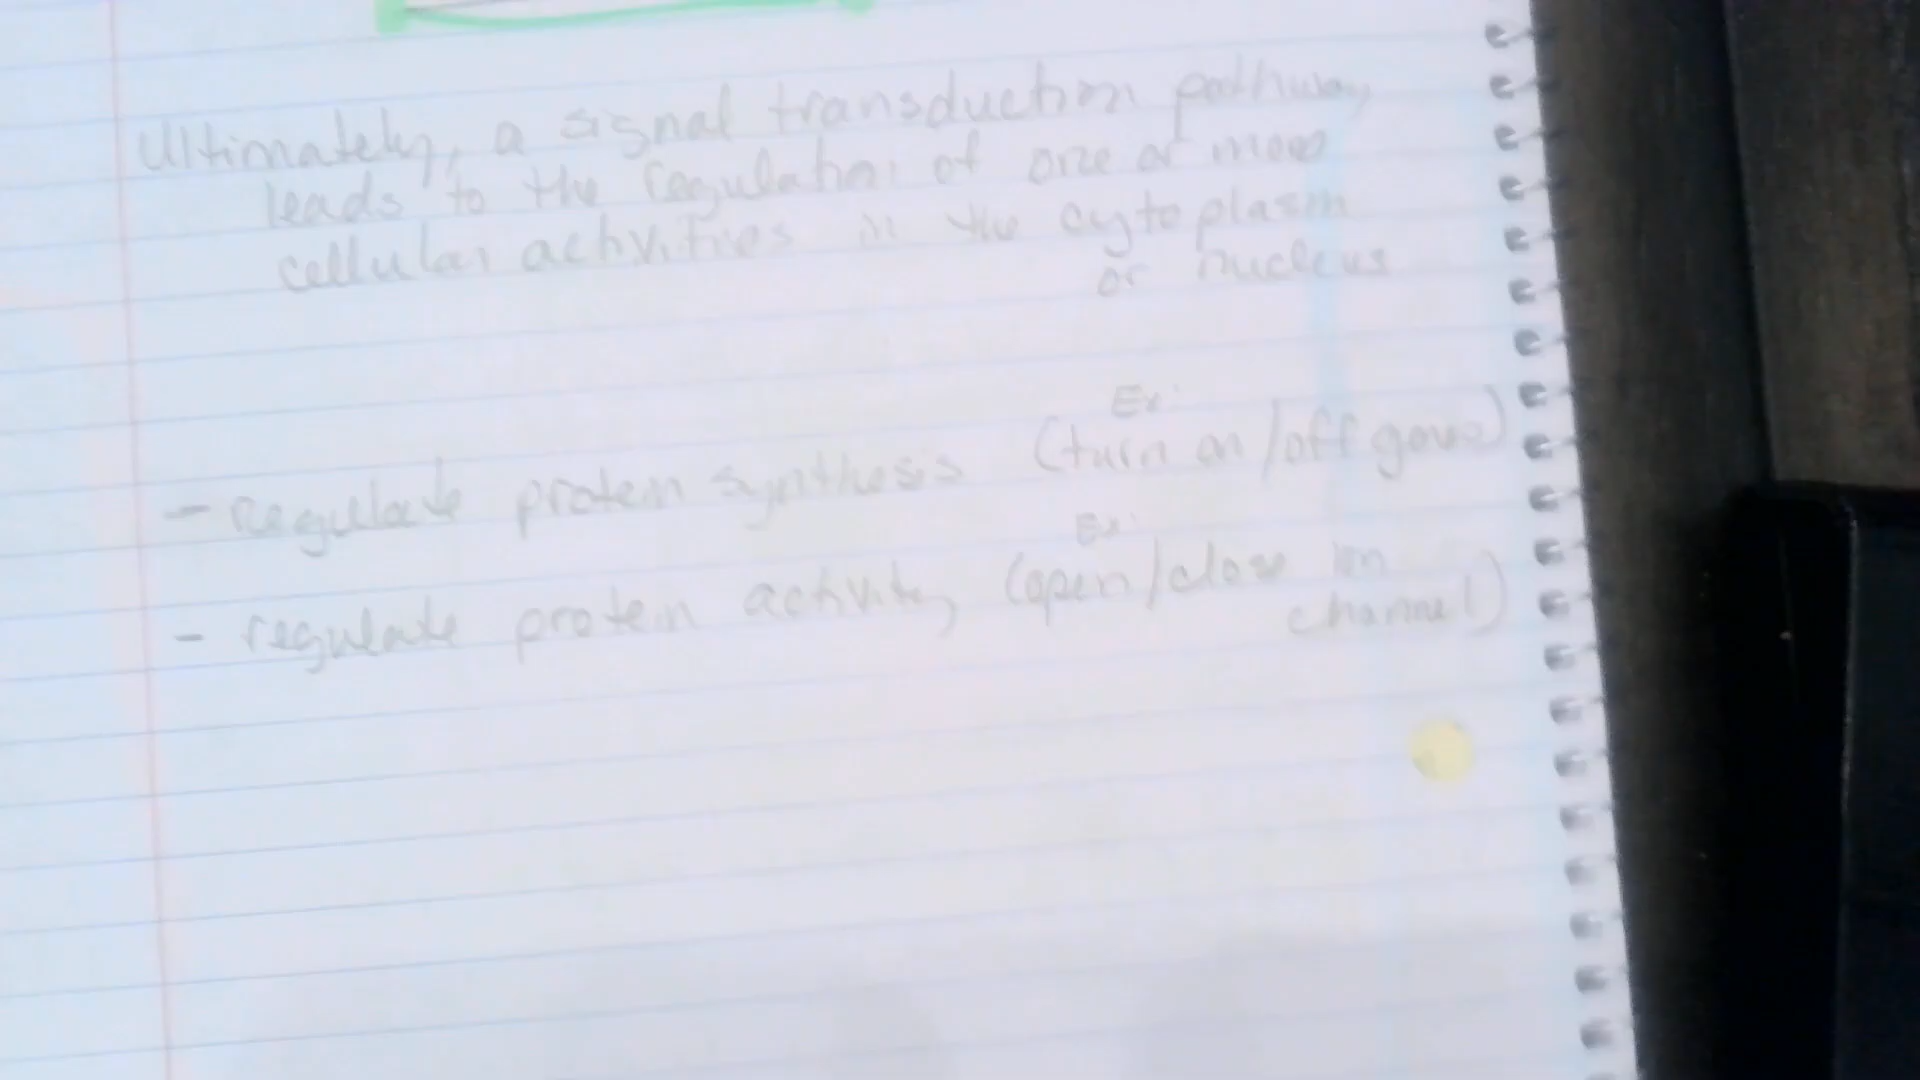 Ultimately, a signal transduction pathway
leads to the regulation of one or more
cellular activities in the cytoplasm
or nucleus
Ex:
- regulate protein synthesis (turn on/off gene)
Ex:
- regulate protein activity (open/close ion
channel)